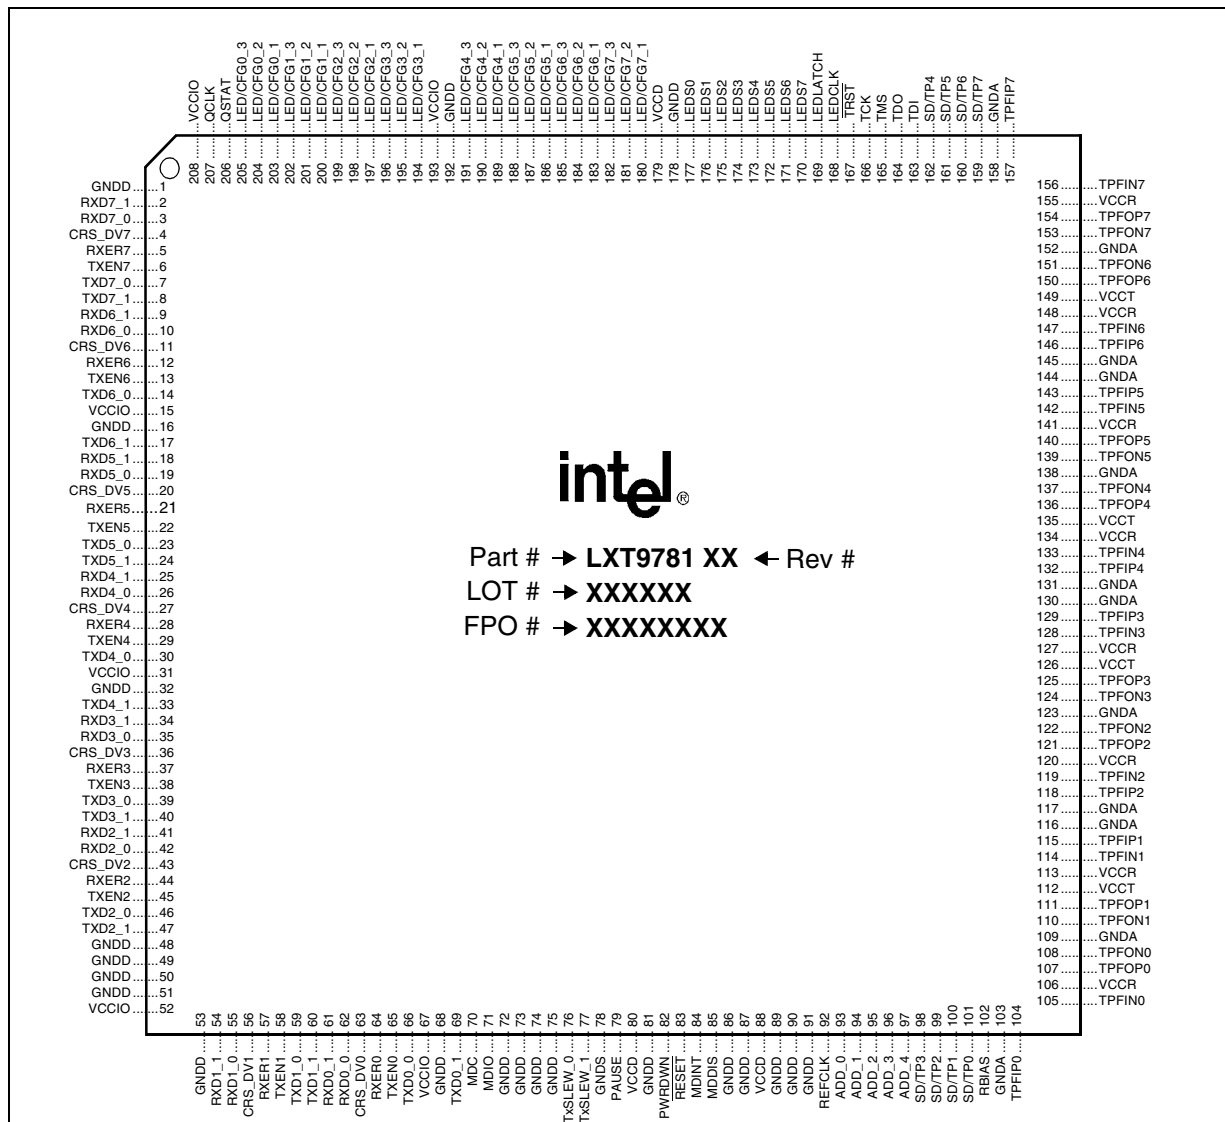 208......VCCIO
207......QCLK
206......QSTAT
205......LED/CFG0_3
204......LED/CFG0_2
203......LED/CFG0_1
202......LED/CFG1_3
201......LED/CFG1_2
200......LED/CFG1_1
199......LED/CFG2_3
198......LED/CFG2_2
197......LED/CFG2_1
196......LED/CFG3_3
195......LED/CFG3_2
194......LED/CFG3_1
193......VCCIO
192......GNDD
191......LED/CFG4_3
190......LED/CFG4_2
189......LED/CFG4_1
188......LED/CFG5_3
187......LED/CFG5_2
186......LED/CFG5_1
185......LED/CFG6_3
184......LED/CFG6_2
183......LED/CFG6_1
182......LED/CFG7_3
181......LED/CFG7_2
180......LED/CFG7_1
179......VCCD
178......GNDD
177......LEDS0
176......LEDS1
175......LEDS2
174......LEDS3
173......LEDS4
172......LEDS5
171......LEDS6
170......LEDS7
169......LEDLATCH
168......LEDCLK
167......TRST
166......TCK
165......TMS
164......TDO
163......TDI
162......SD/TP4
161......SD/TP5
160......SD/TP6
159......SD/TP7
158......GNDA
157......TPFIP7
GNDD.......1
RXD7_1.......2
RXD7_0.......3
CRS_DV7.......4
RXER7.......5
TXEN7.......6
TXD7_0.......7
TXD7_1.......8
RXD6_1.......9
RXD6_0.......10
CRS_DV6.......11
RXER6.......12
TXEN6.......13
TXD6_0.......14
VCCIO.......15
GNDD.......16
TXD6_1.......17
RXD5_1.......18
RXD5_0.......19
CRS_DV5.......20
RXER5.......21
TXEN5.......22
TXD5_0.......23
TXD5_1.......24
RXD4_1.......25
RXD4_0.......26
CRS_DV4.......27
RXER4.......28
TXEN4.......29
TXD4_0.......30
VCCIO.......31
GNDD.......32
TXD4_1.......33
RXD3_1.......34
RXD3_0.......35
CRS_DV3.......36
RXER3.......37
TXEN3.......38
TXD3_0.......39
TXD3_1.......40
RXD2_1.......41
RXD2_0.......42
CRS_DV2.......43
RXER2.......44
TXEN2.......45
TXD2_0.......46
TXD2_1.......47
GNDD.......48
GNDD.......49
GNDD.......50
GNDD.......51
VCCIO.......52
intel®
Part # → LXT9781 XX ← Rev #
LOT # → XXXXXX
FPO # → XXXXXXXX
156..........TPFIN7
155..........VCCR
154..........TPFOP7
153..........TPFON7
152..........GNDA
151..........TPFON6
150..........TPFOP6
149..........VCCT
148..........VCCR
147..........TPFIN6
146..........TPFIP6
145..........GNDA
144..........GNDA
143..........TPFIP5
142..........TPFIN5
141..........VCCR
140..........TPFOP5
139..........TPFON5
138..........GNDA
137..........TPFON4
136..........TPFOP4
135..........VCCT
134..........VCCR
133..........TPFIN4
132..........TPFIP4
131..........GNDA
130..........GNDA
129..........TPFIP3
128..........TPFIN3
127..........VCCR
126..........VCCT
125..........TPFOP3
124..........TPFON3
123..........GNDA
122..........TPFON2
121..........TPFOP2
120..........VCCR
119..........TPFIN2
118..........TPFIP2
117..........GNDA
116..........GNDA
115..........TPFIP1
114..........TPFIN1
113..........VCCR
112..........VCCT
111..........TPFOP1
110..........TPFON1
109..........GNDA
108..........TPFON0
107..........TPFOP0
106..........VCCR
105..........TPFIN0
GNDD.......53
RXD1_1.......54
RXD1_0.......55
CRS_DV1.......56
RXER1.......57
TXEN1.......58
TXD1_0.......59
TXD1_1.......60
RXD0_1.......61
RXD0_0.......62
CRS_DV0.......63
RXER0.......64
TXEN0.......65
TXD0_0.......66
VCCIO.......67
GNDD.......68
TXD0_1.......69
MDC.......70
MDIO.......71
GNDD.......72
GNDD.......73
GNDD.......74
GNDD.......75
TxSLEW_0.......76
TxSLEW_1.......77
GNDS.......78
PAUSE.......79
VCCD.......80
GNDD.......81
PWRDWN.......82
RESET.......83
MDINT.......84
MDDIS.......85
GNDD.......86
GNDD.......87
VCCD.......88
GNDD.......89
GNDD.......90
GNDD.......91
REFCLK.......92
ADD_0.......93
ADD_1.......94
ADD_2.......95
ADD_3.......96
ADD_4.......97
SD/TP3.......98
SD/TP2.......99
SD/TP1.......100
SD/TP0.......101
RBIAS.......102
GNDA.......103
TPFIP0.......104